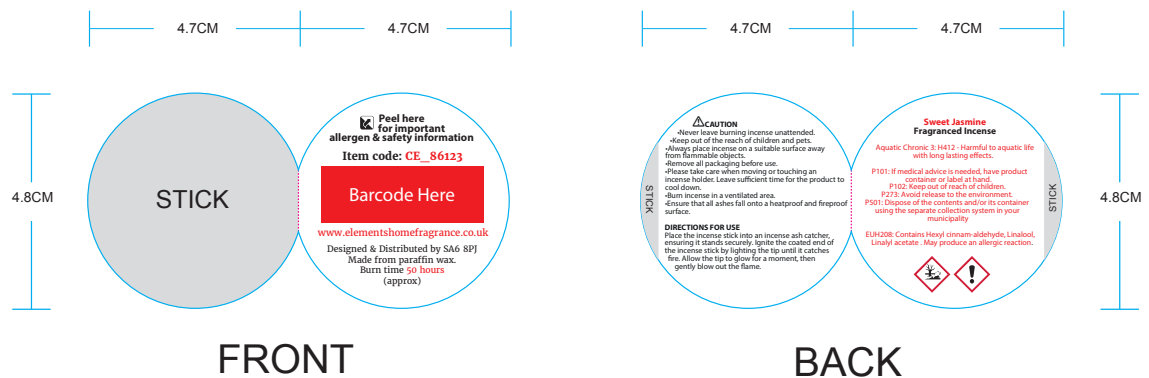 4.7CM
4.7CM
4.7CM
4.7CM
4.8CM
STICK
Peel here
for important
allergen & safety information
Item code: CE_86123
Barcode Here
www.elementshomefragrance.co.uk
Designed & Distributed by SA6 8PJ
Made from paraffin wax.
Burn time 50 hours
(approx)
FRONT
STICK
CAUTION
•Never leave burning incense unattended.
•Keep out of the reach of children and pets.
•Always place incense on a suitable surface away
from flammable objects.
•Remove all packaging before use.
•Please take care when moving or touching an
incense holder. Leave sufficient time for the product to
cool down.
•Burn incense in a ventilated area.
•Ensure that all ashes fall onto a heatproof and fireproof
surface.
DIRECTIONS FOR USE
Place the incense stick into an incense ash catcher,
ensuring it stands securely. Ignite the coated end of
the incense stick by lighting the tip until it catches
fire. Allow the tip to glow for a moment, then
gently blow out the flame.
Sweet Jasmine
Fragranced Incense
Aquatic Chronic 3: H412 - Harmful to aquatic life
with long lasting effects.
P101: If medical advice is needed, have product
container or label at hand.
P102: Keep out of reach of children.
P273: Avoid release to the environment.
PS01: Dispose of the contents and/or its container
using the separate collection system in your
municipality
EUH208: Contains Hexyl cinnam-aldehyde, Linalool,
Linalyl acetate . May produce an allergic reaction.
STICK
4.8CM
BACK